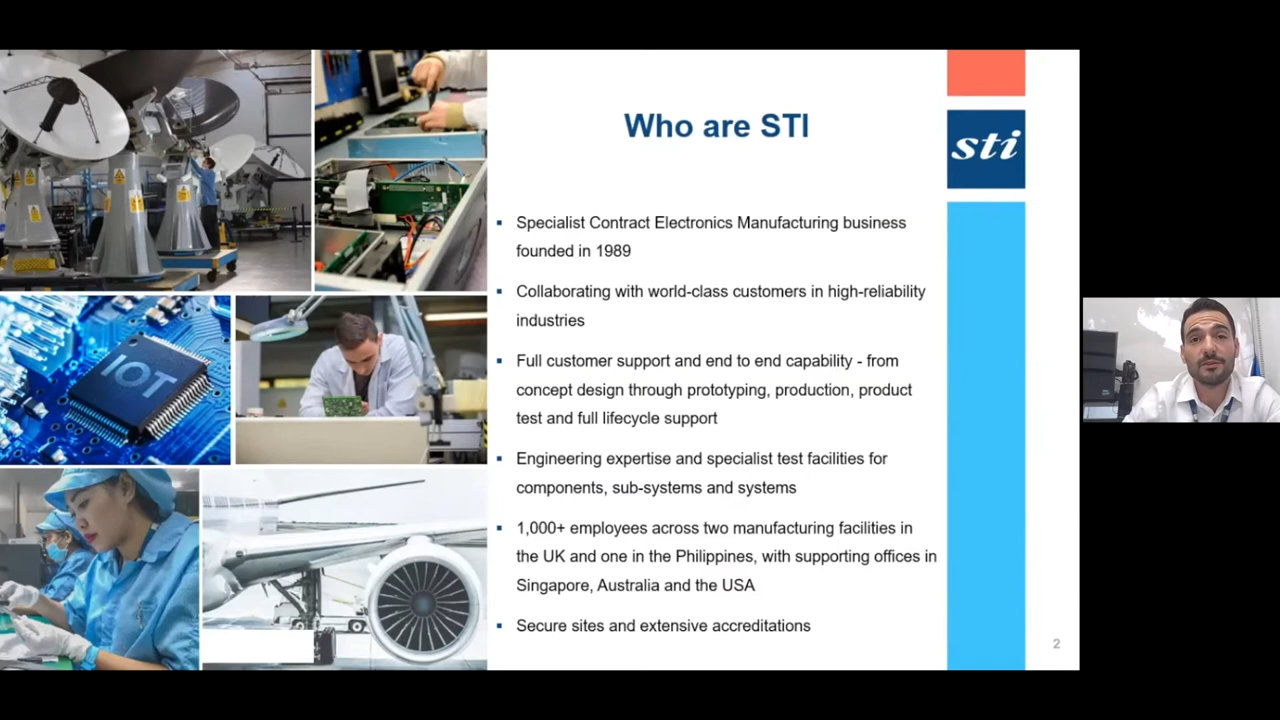 Who are STI
sti
Specialist Contract Electronics Manufacturing business
founded in 1989
Collaborating with world-class customers in high-reliability
industries
Full customer support and end to end capability - from
concept design through prototyping, production, product
test and full lifecycle support
Engineering expertise and specialist test facilities for
components, sub-systems and systems
1,000+ employees across two manufacturing facilities in
the UK and one in the Philippines, with supporting offices in
Singapore, Australia and the USA
Secure sites and extensive accreditations
IOT
2